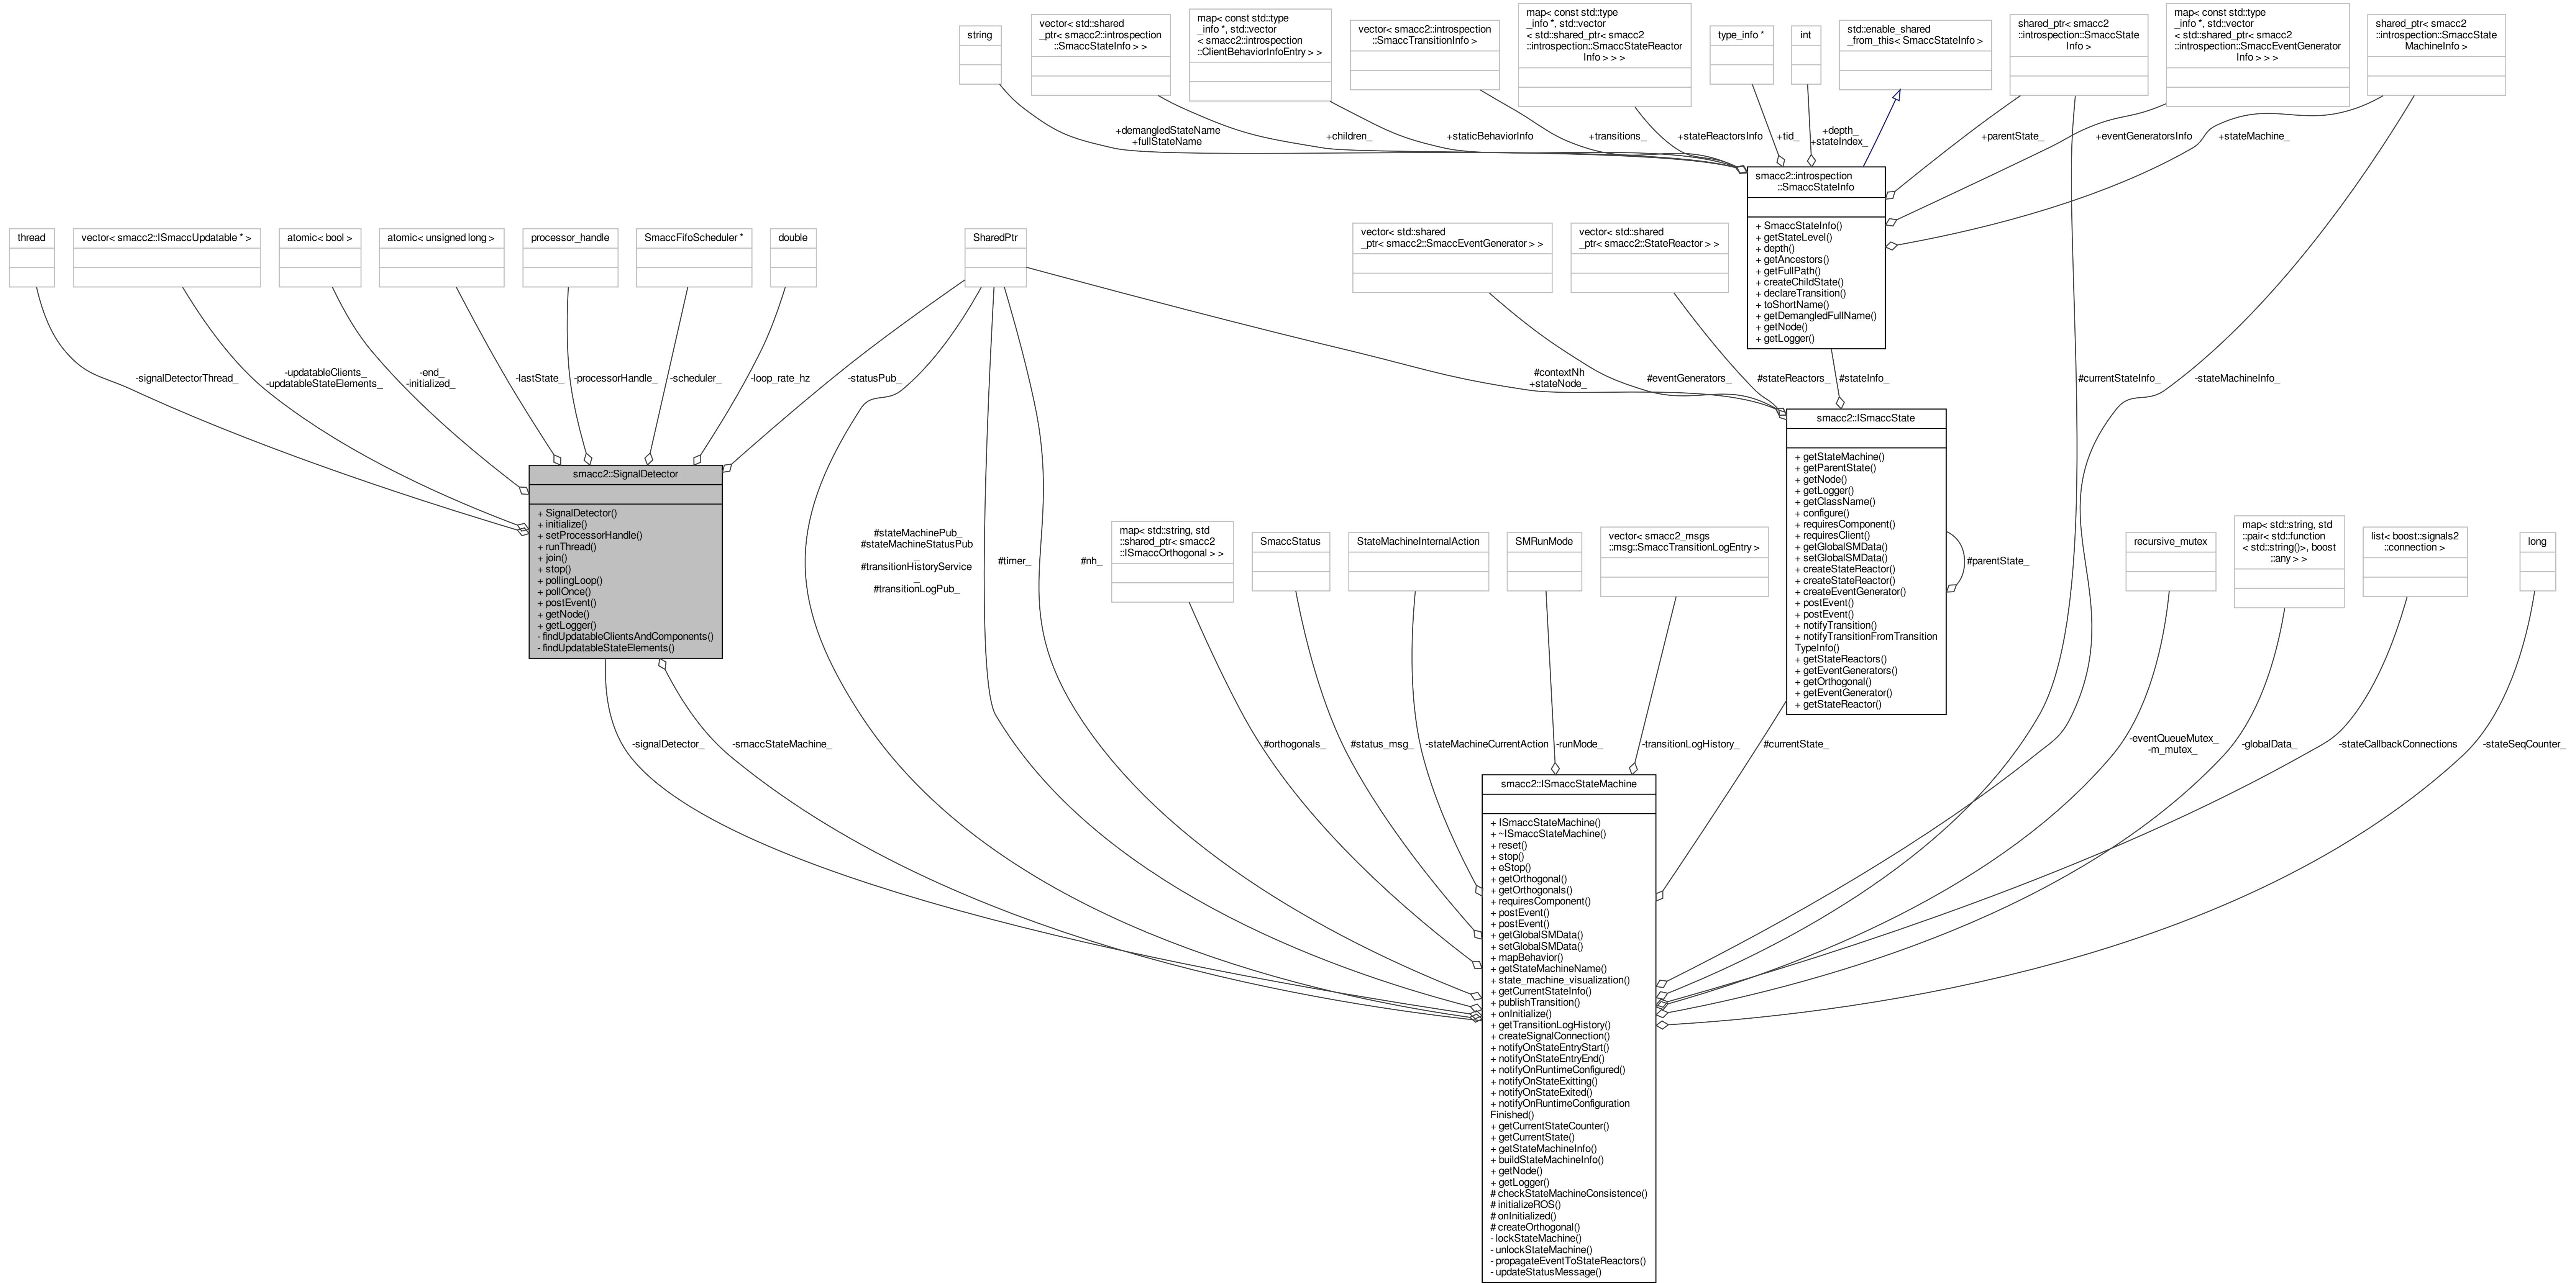 string
vector< std::shared
_ptr< smacc2::introspection
::SmaccStateInfo > >
map< const std::type
_info *, std::vector
< smacc2::introspection
::ClientBehaviorInfoEntry > >
vector< smacc2::introspection
::SmaccTransitionInfo >
map< const std::type
_info *, std::vector
< std::shared_ptr< smacc2
::introspection::SmaccStateReactor
Info > > >
type_info *
int
std::enable_shared
_from_this< SmaccStateInfo >
shared_ptr< smacc2
::introspection::SmaccState
Info >
map< const std::type
_info *, std::vector
< std::shared_ptr< smacc2
::introspection::SmaccEventGenerator
Info > > >
shared_ptr< smacc2
::introspection::SmaccState
MachineInfo >
+demangledStateName
+fullStateName
+children_
+staticBehaviorInfo
+transitions_
+stateReactorsInfo
+tid_
+depth_
+stateIndex_
+parentState_
+eventGeneratorsInfo
+stateMachine_
smacc2::introspection
::SmaccStateInfo
+ SmaccStateInfo()
+ getStateLevel()
+ depth()
+ getAncestors()
+ getFullPath()
+ createChildState()
+ declareTransition()
+ toShortName()
+ getDemangledFullName()
+ getNode()
+ getLogger()
thread
vector< smacc2::ISmaccUpdatable * >
atomic< bool >
atomic< unsigned long >
processor_handle
SmaccFifoScheduler *
double
SharedPtr
vector< std::shared
_ptr< smacc2::SmaccEventGenerator > >
vector< std::shared
_ptr< smacc2::StateReactor > >
-signalDetectorThread_
-updatableClients_
-updatableStateElements_
-end_
-initialized_
-lastState_
-processorHandle_
-scheduler_
-loop_rate_hz
-statusPub_
#contextNh
+stateNode_
#eventGenerators_
#stateReactors_
#stateInfo_
#currentStateInfo_
-stateMachineInfo_
smacc2::SignalDetector
+ SignalDetector()
+ initialize()
+ setProcessorHandle()
+ runThread()
+ join()
+ stop()
+ pollingLoop()
+ pollOnce()
+ postEvent()
+ getNode()
+ getLogger()
- findUpdatableClientsAndComponents()
- findUpdatableStateElements()
smacc2::ISmaccState
+ getStateMachine()
+ getParentState()
+ getNode()
+ getLogger()
+ getClassName()
+ configure()
+ requiresComponent()
+ requiresClient()
+ getGlobalSMData()
+ setGlobalSMData()
+ createStateReactor()
+ createStateReactor()
+ createEventGenerator()
+ postEvent()
+ postEvent()
+ notifyTransition()
+ notifyTransitionFromTransition
TypeInfo()
+ getStateReactors()
+ getEventGenerators()
+ getOrthogonal()
+ getEventGenerator()
+ getStateReactor()
#parentState_
#stateMachinePub_
#stateMachineStatusPub
_
#transitionHistoryService
_
#transitionLogPub_
#timer_
#nh_
map< std::string, std
::shared_ptr< smacc2
::ISmaccOrthogonal > >
SmaccStatus
StateMachineInternalAction
SMRunMode
vector< smacc2_msgs
::msg::SmaccTransitionLogEntry >
recursive_mutex
map< std::string, std
::pair< std::function
< std::string()>, boost
::any > >
list< boost::signals2
::connection >
long
-signalDetector_
-smaccStateMachine_
#orthogonals_
#status_msg_
-stateMachineCurrentAction
-runMode_
-transitionLogHistory_
#currentState_
-eventQueueMutex_
-m_mutex_
-globalData_
-stateCallbackConnections
-stateSeqCounter_
smacc2::ISmaccStateMachine
+ ISmaccStateMachine()
+ ~ISmaccStateMachine()
+ reset()
+ stop()
+ eStop()
+ getOrthogonal()
+ getOrthogonals()
+ requiresComponent()
+ postEvent()
+ postEvent()
+ getGlobalSMData()
+ setGlobalSMData()
+ mapBehavior()
+ getStateMachineName()
+ state_machine_visualization()
+ getCurrentStateInfo()
+ publishTransition()
+ onInitialize()
+ getTransitionLogHistory()
+ createSignalConnection()
+ notifyOnStateEntryStart()
+ notifyOnStateEntryEnd()
+ notifyOnRuntimeConfigured()
+ notifyOnStateExitting()
+ notifyOnStateExited()
+ notifyOnRuntimeConfiguration
Finished()
+ getCurrentStateCounter()
+ getCurrentState()
+ getStateMachineInfo()
+ buildStateMachineInfo()
+ getNode()
+ getLogger()
# checkStateMachineConsistence()
# initializeROS()
# onInitialized()
# createOrthogonal()
- lockStateMachine()
- unlockStateMachine()
- propagateEventToStateReactors()
- updateStatusMessage()